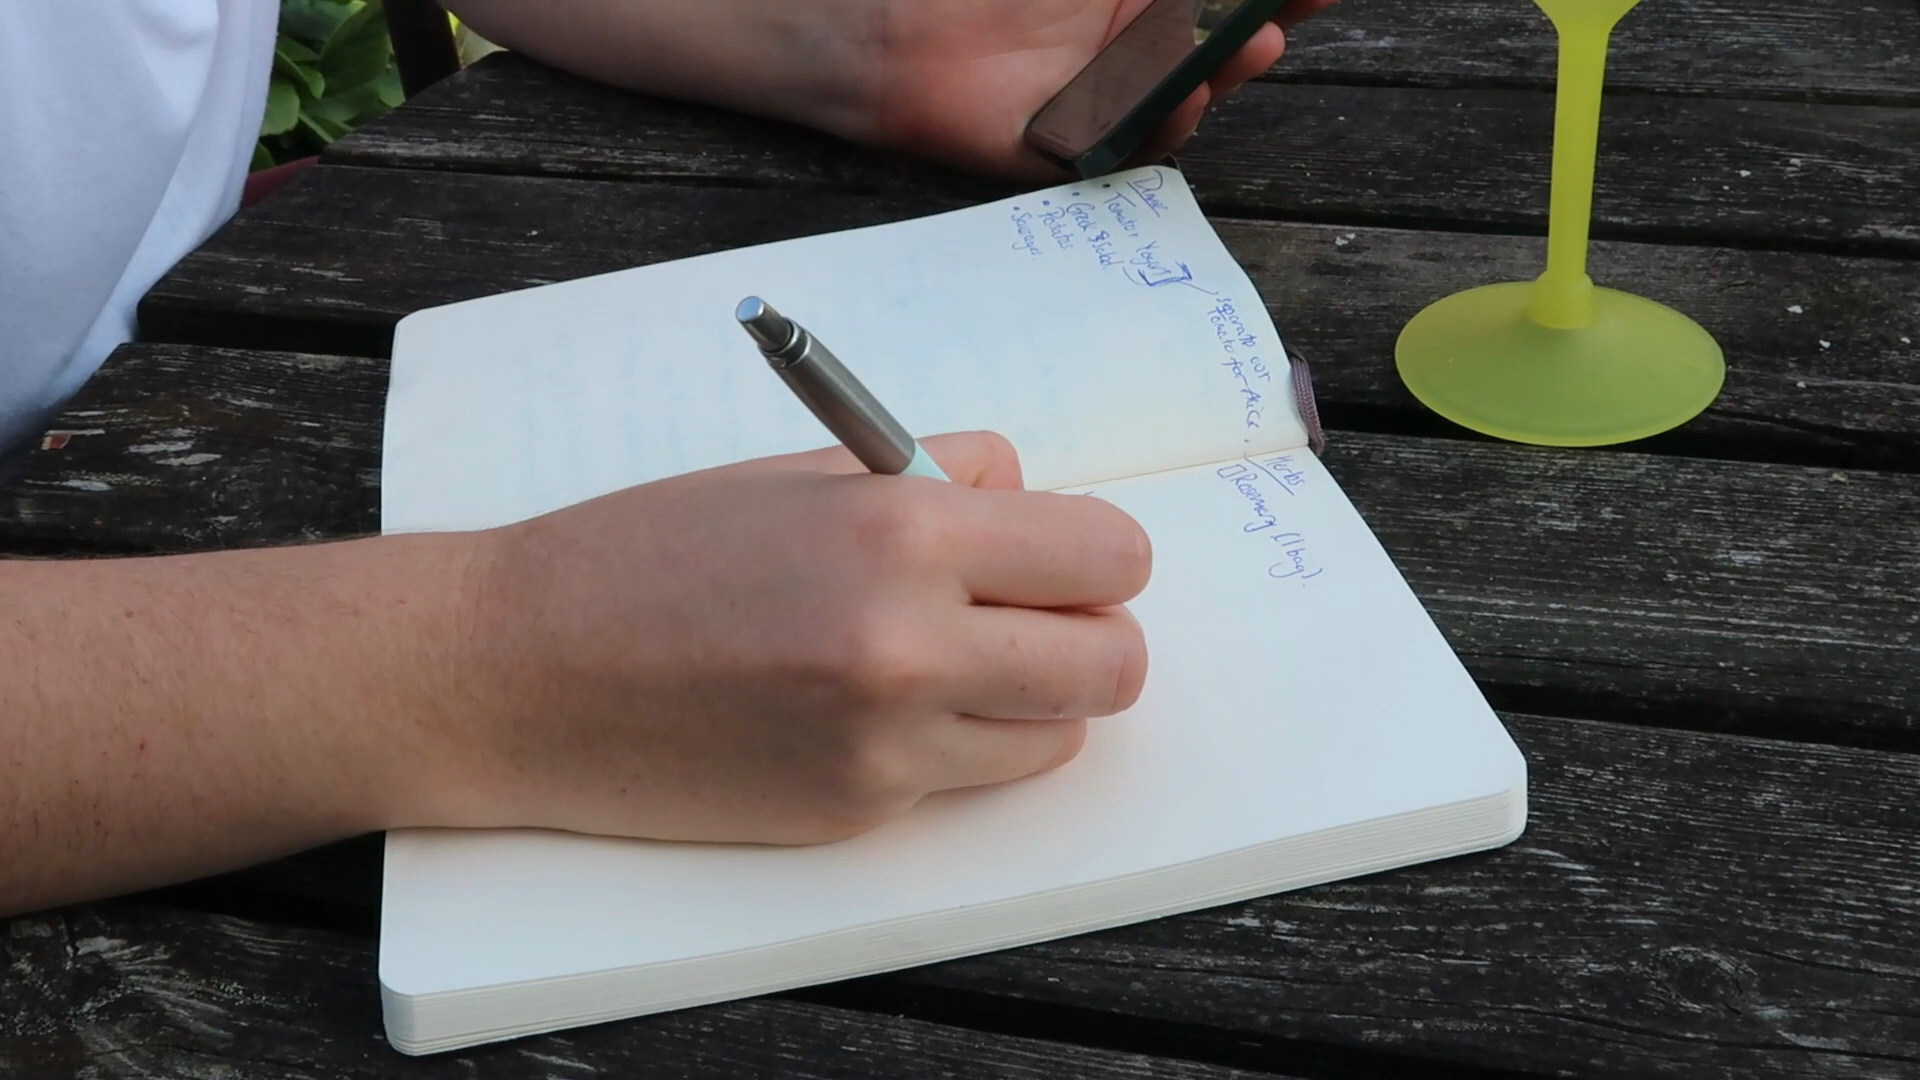 Dinner
• Tomato Yogurt
• Greek Salad
• Potatoes
• Sausages.
separate out
tomato for Alice.
Herbs
Rosemary (1 bag).